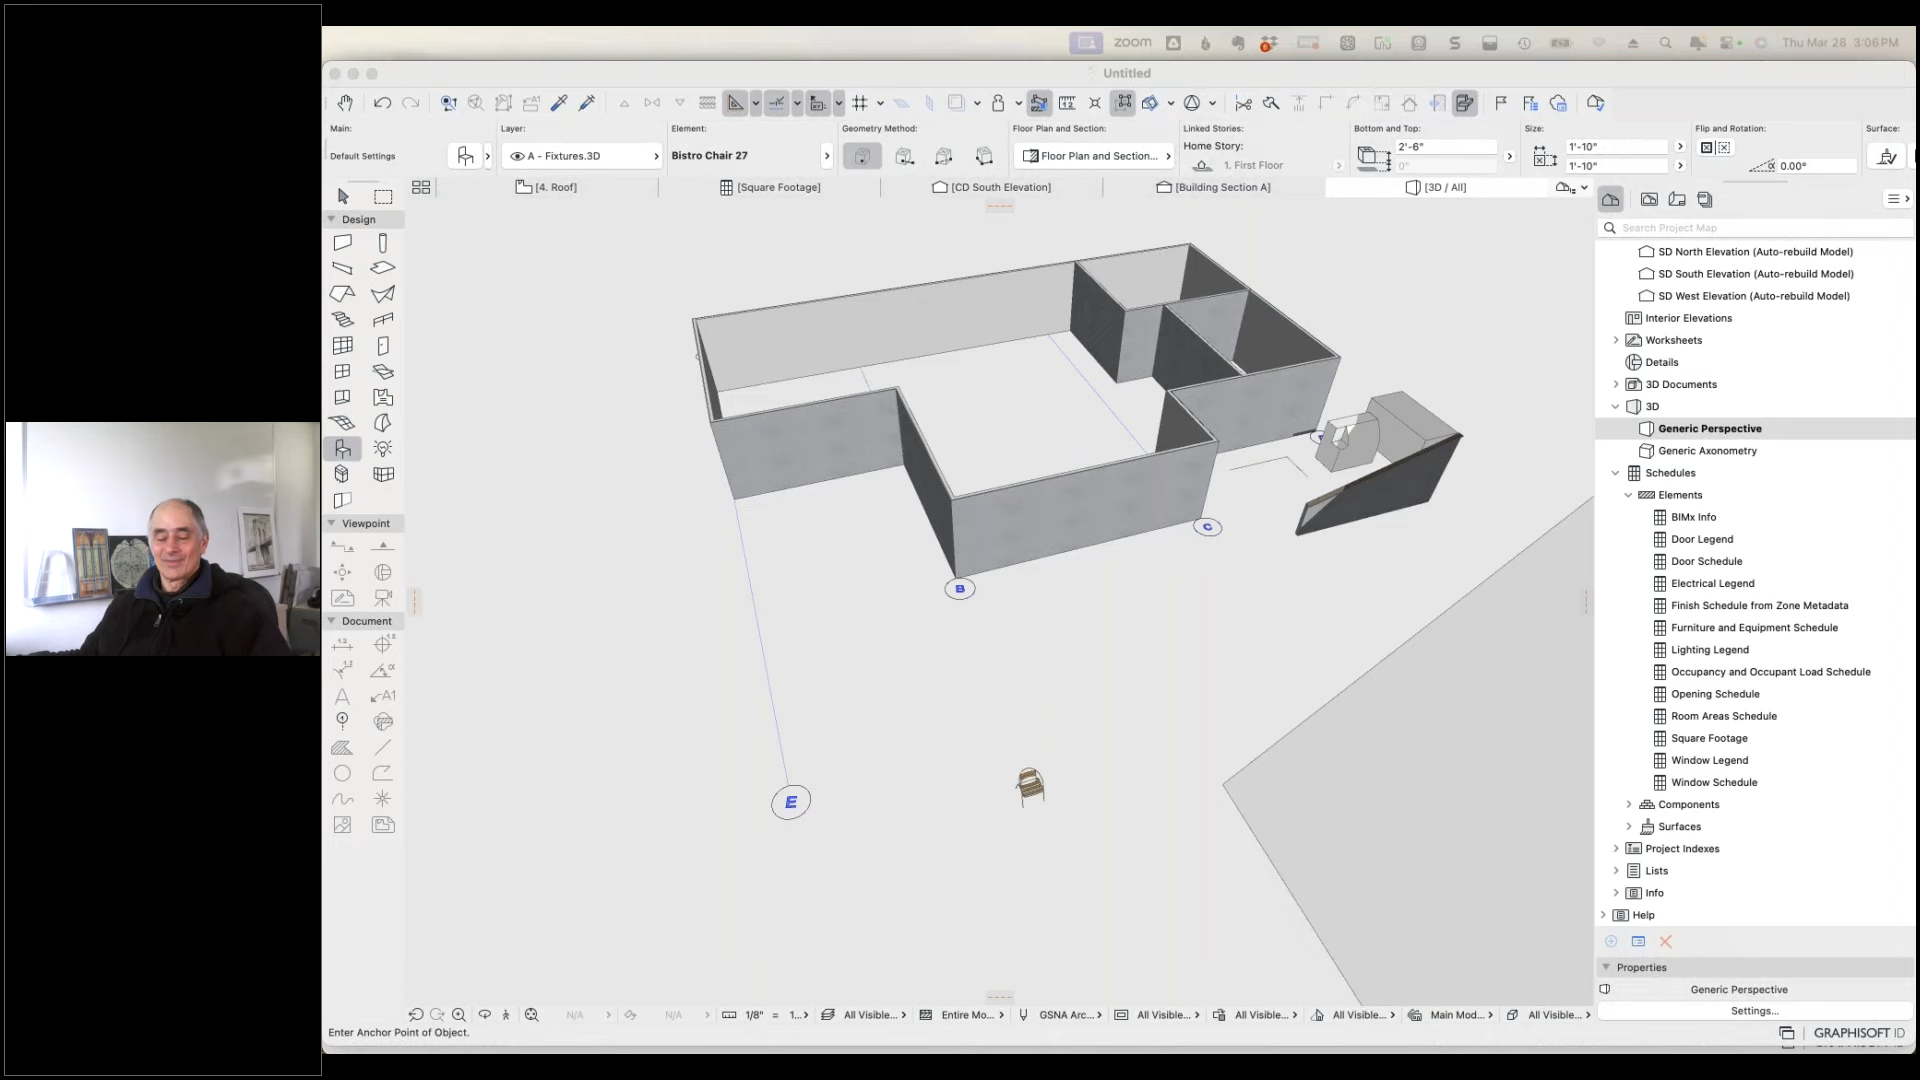 zoom
Thu Mar 28 3:06 PM
Untitled
Main:
Layer:
Element:
Geometry Method:
Floor Plan and Section:
Linked Stories:
Bottom and Top:
Size:
Flip and Rotation:
Surface:
Default Settings
A - Fixtures.3D
Bistro Chair 27
Floor Plan and Section...
Home Story:
1. First Floor
2'-6"
0"
1'-10"
1'-10"
0.00°
[4. Roof]
[Square Footage]
[CD South Elevation]
[Building Section A]
[3D / All]
Design
Viewpoint
Document
A
A1
B
C
E
Search Project Map
SD North Elevation (Auto-rebuild Model)
SD South Elevation (Auto-rebuild Model)
SD West Elevation (Auto-rebuild Model)
Interior Elevations
Worksheets
Details
3D Documents
3D
Generic Perspective
Generic Axonometry
Schedules
Elements
BIMx Info
Door Legend
Door Schedule
Electrical Legend
Finish Schedule from Zone Metadata
Furniture and Equipment Schedule
Lighting Legend
Occupancy and Occupant Load Schedule
Opening Schedule
Room Areas Schedule
Square Footage
Window Legend
Window Schedule
Components
Surfaces
Project Indexes
Lists
Info
Help
Properties
Generic Perspective
Settings...
N/A
N/A
1/8" = 1...
All Visible...
Entire Mo...
GSNA Arc...
All Visible...
All Visible...
All Visible...
Main Mod...
All Visible...
Enter Anchor Point of Object.
GRAPHISOFT ID